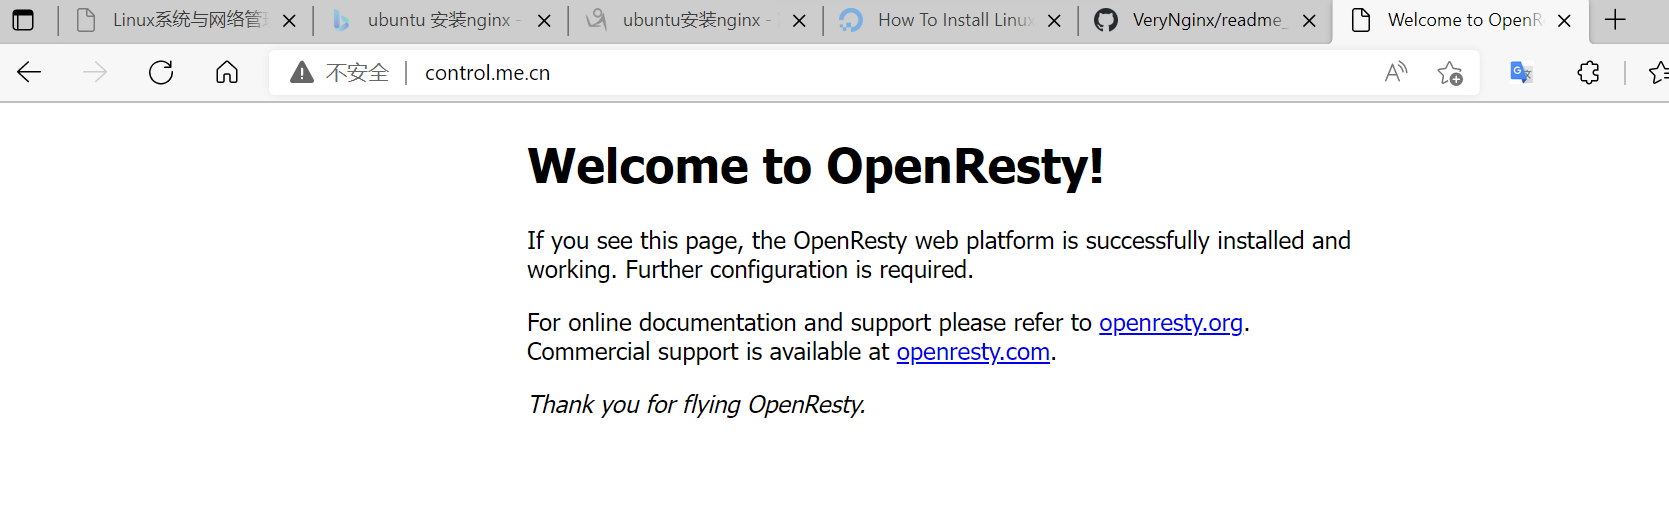 Linux系统与网络管理
ubuntu 安装nginx -
ubuntu安装nginx -
How To Install Linux
VeryNginx/readme_
Welcome to OpenR
不安全
control.me.cn
Welcome to OpenResty!
If you see this page, the OpenResty web platform is successfully installed and
working. Further configuration is required.
For online documentation and support please refer to openresty.org.
Commercial support is available at openresty.com.
Thank you for flying OpenResty.